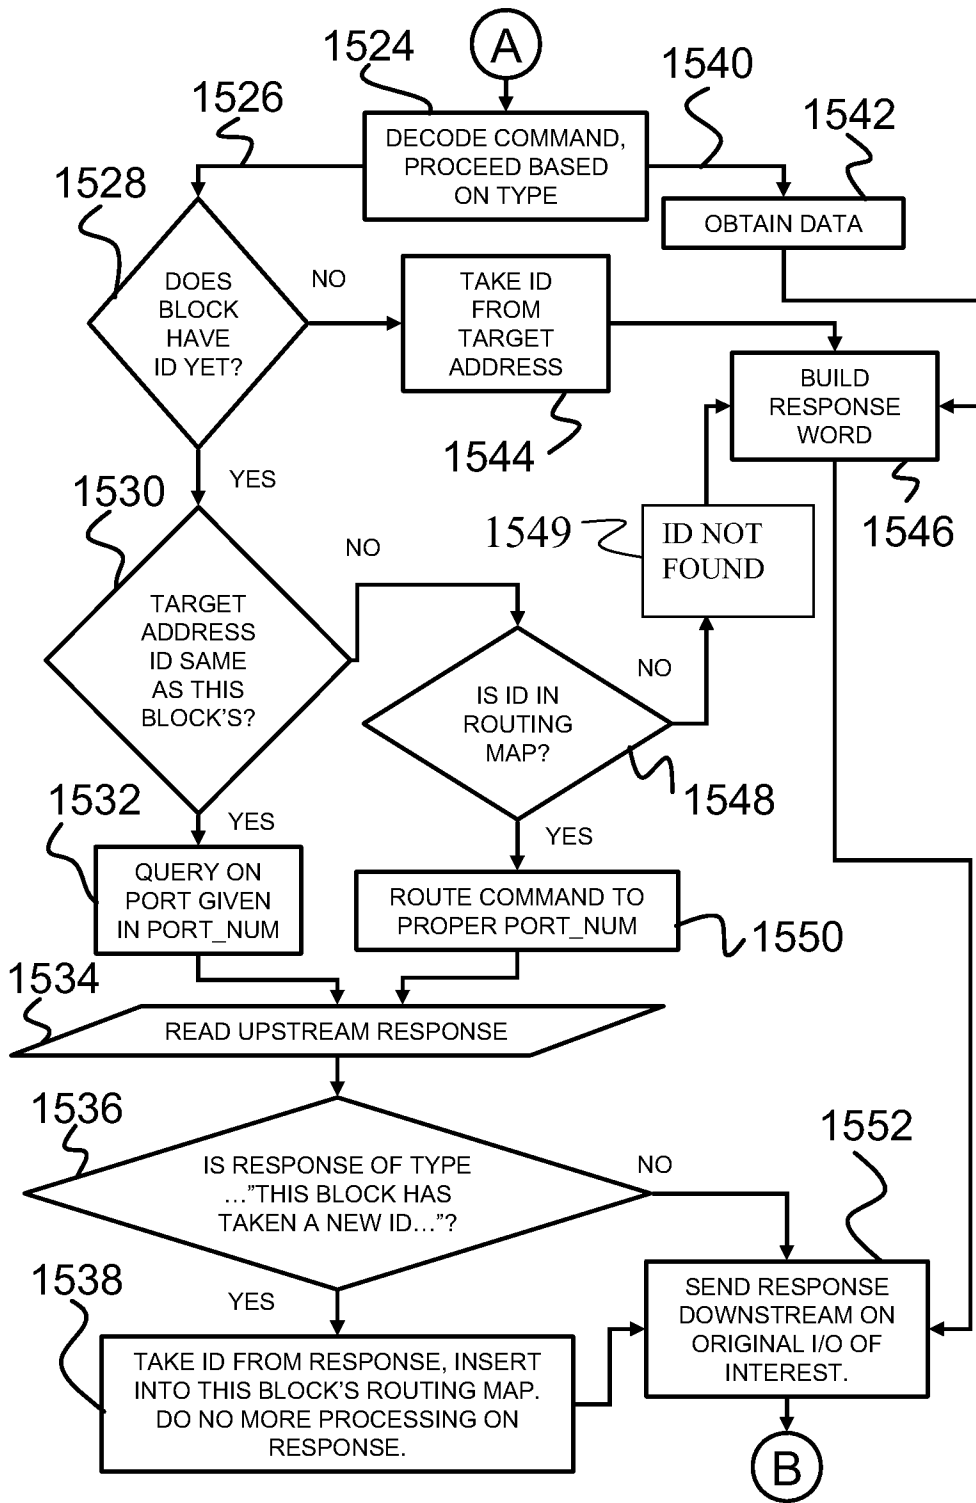 A
1524
1540
1526
1542
DECODE COMMAND,
PROCEED BASED
ON TYPE
1528
OBTAIN DATA
DOES
BLOCK
HAVE
ID YET?
NO
TAKE ID
FROM
TARGET
ADDRESS
BUILD
RESPONSE
WORD
1544
YES
1530
1546
1549
ID NOT
FOUND
NO
TARGET
ADDRESS
ID SAME
AS THIS
BLOCK'S?
NO
IS ID IN
ROUTING
MAP?
1548
1532
YES
YES
QUERY ON
PORT GIVEN
IN PORT_NUM
ROUTE COMMAND TO
PROPER PORT_NUM
1550
1534
READ UPSTREAM RESPONSE
1536
1552
IS RESPONSE OF TYPE
…"THIS BLOCK HAS
TAKEN A NEW ID…"?
NO
1538
YES
SEND RESPONSE
DOWNSTREAM ON
ORIGINAL I/O OF
INTEREST.
TAKE ID FROM RESPONSE, INSERT
INTO THIS BLOCK'S ROUTING MAP.
DO NO MORE PROCESSING ON
RESPONSE.
B